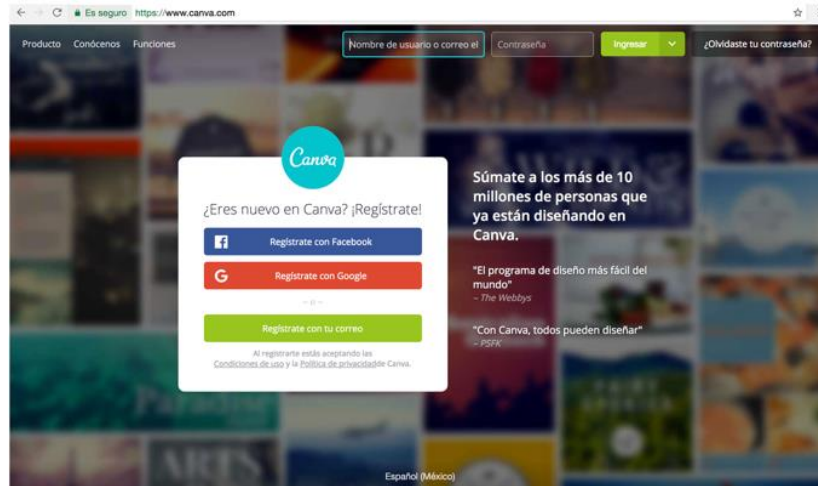 Es seguro https://www.canva.com
Producto Conócenos Funciones Nombre de usuario o correo el Contraseña Ingresar ¿Olvidaste tu contraseña?
Canva
¿Eres nuevo en Canva? ¡Regístrate!
Regístrate con Facebook
Regístrate con Google
– o –
Regístrate con tu correo
Al registrarte estás aceptando las
Condiciones de uso y la Política de privacidadde Canva.
Súmate a los más de 10
millones de personas que
ya están diseñando en
Canva.
"El programa de diseño más fácil del
mundo"
– The Webbys
"Con Canva, todos pueden diseñar"
– PSFK
Paradise
ARTS
Español (México)